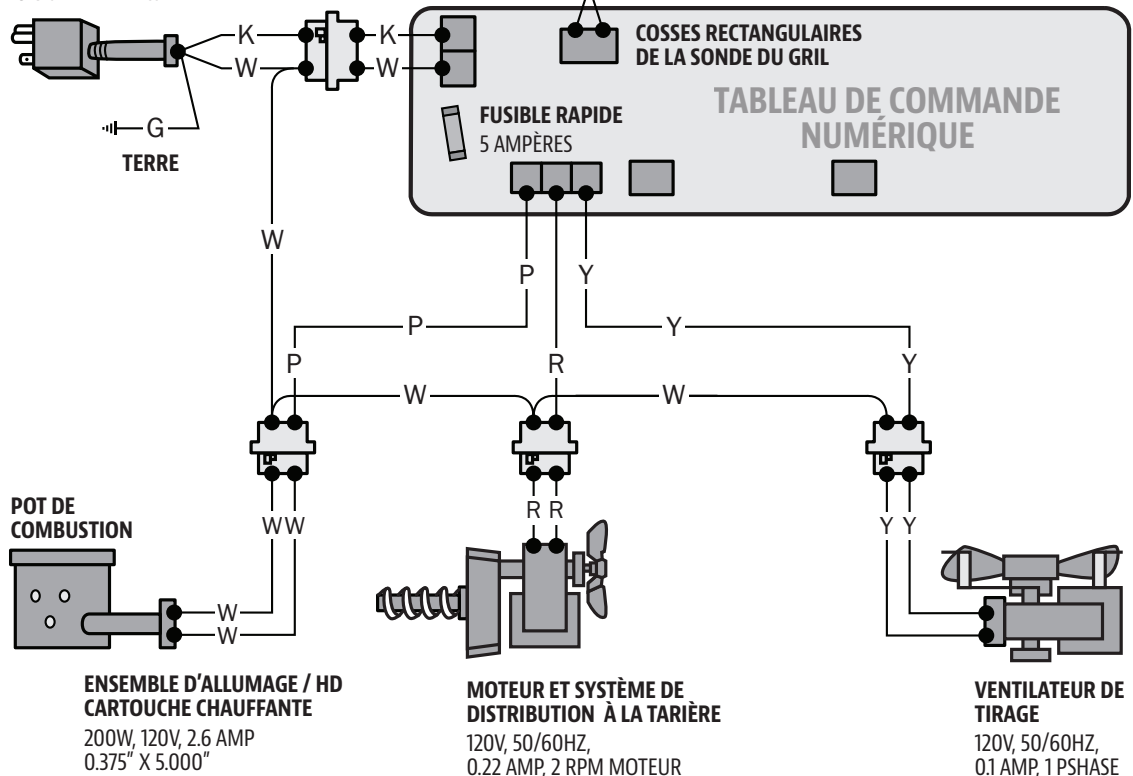 K
K
W
W
G
TERRE
COSSES RECTANGULAIRES
DE LA SONDE DU GRIL
TABLEAU DE COMMANDE
NUMÉRIQUE
FUSIBLE RAPIDE
5 AMPÈRES
W
P
Y
P
Y
P
R
Y
W
W
POT DE
COMBUSTION
W W
R R
Y Y
W
W
ENSEMBLE D'ALLUMAGE / HD
CARTOUCHE CHAUFFANTE
200W, 120V, 2.6 AMP
0.375" X 5.000"
MOTEUR ET SYSTÈME DE
DISTRIBUTION À LA TARIÈRE
120V, 50/60HZ,
0.22 AMP, 2 RPM MOTEUR
VENTILATEUR DE
TIRAGE
120V, 50/60HZ,
0.1 AMP, 1 PSHASE